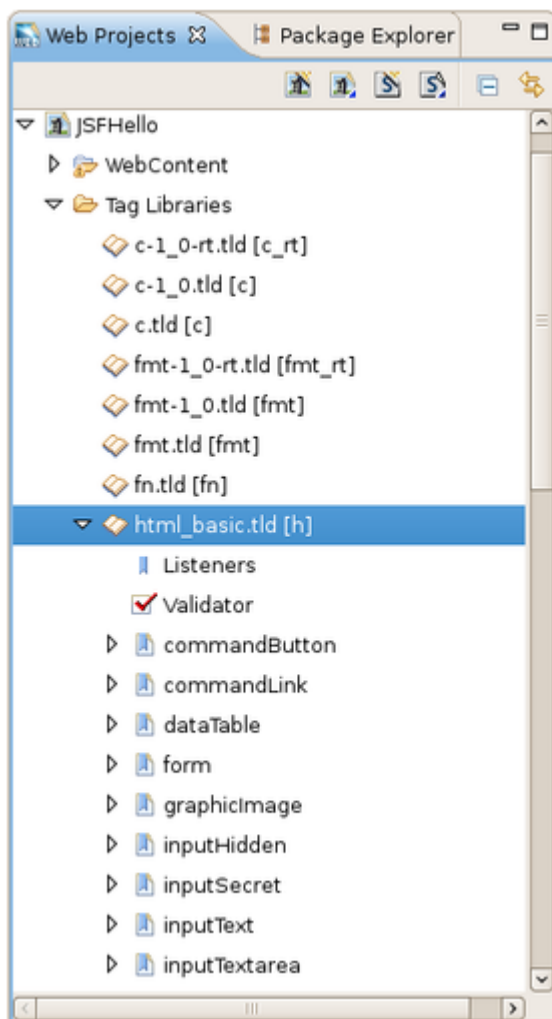 Web Projects Package Explorer
JSFHello
WebContent
Tag Libraries
c-1_0-rt.tld [c_rt]
c-1_0.tld [c]
c.tld [c]
fmt-1_0-rt.tld [fmt_rt]
fmt-1_0.tld [fmt]
fmt.tld [fmt]
fn.tld [fn]
html_basic.tld [h]
Listeners
Validator
commandButton
commandLink
dataTable
form
graphicImage
inputHidden
inputSecret
inputText
inputTextarea